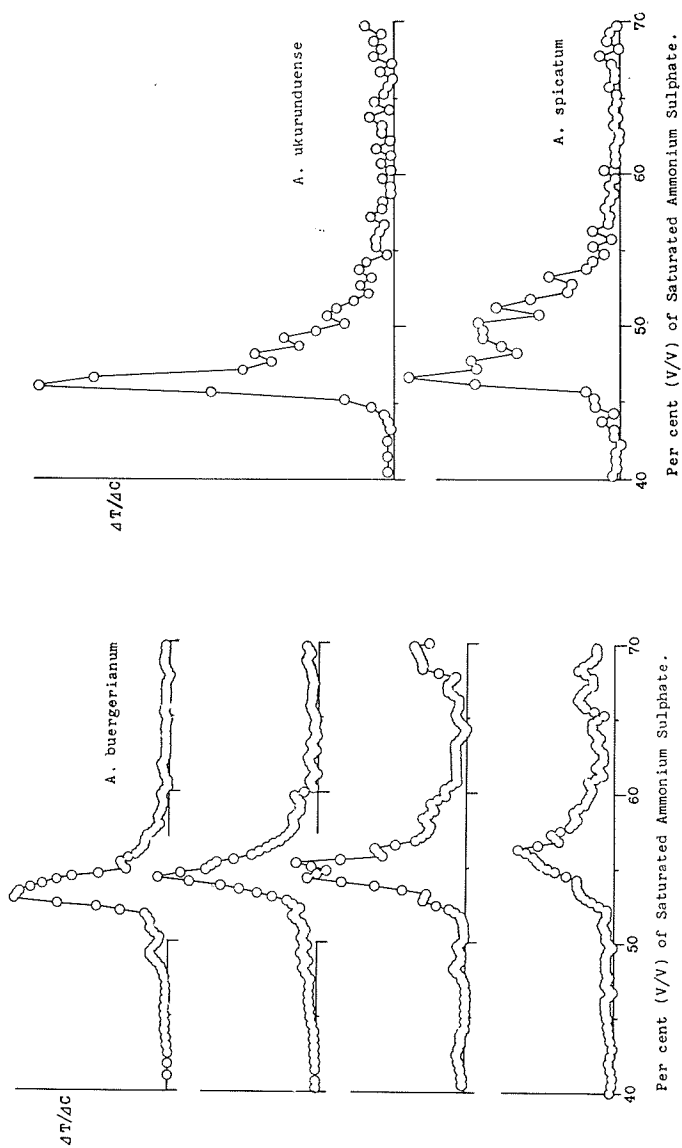 ΔT/ΔC
A. buergerianum
40 50 60 70
Per cent (V/V) of Saturated Ammonium Sulphate.
ΔT/ΔC
A. ukurunduense
A. spicatum
40 50 60 70
Per cent (V/V) of Saturated Ammonium Sulphate.